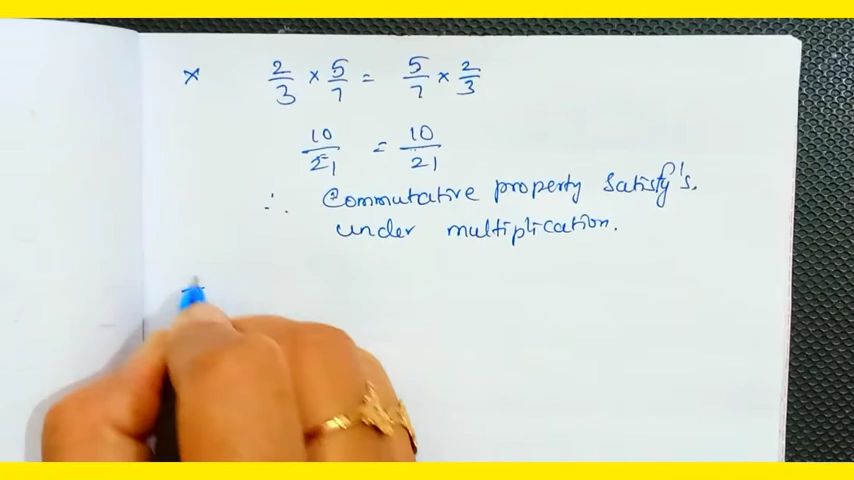 × 2/3 × 5/7 = 5/7 × 2/3
10/21 = 10/21
∴ Commutative property satisfy's.
under multiplication.